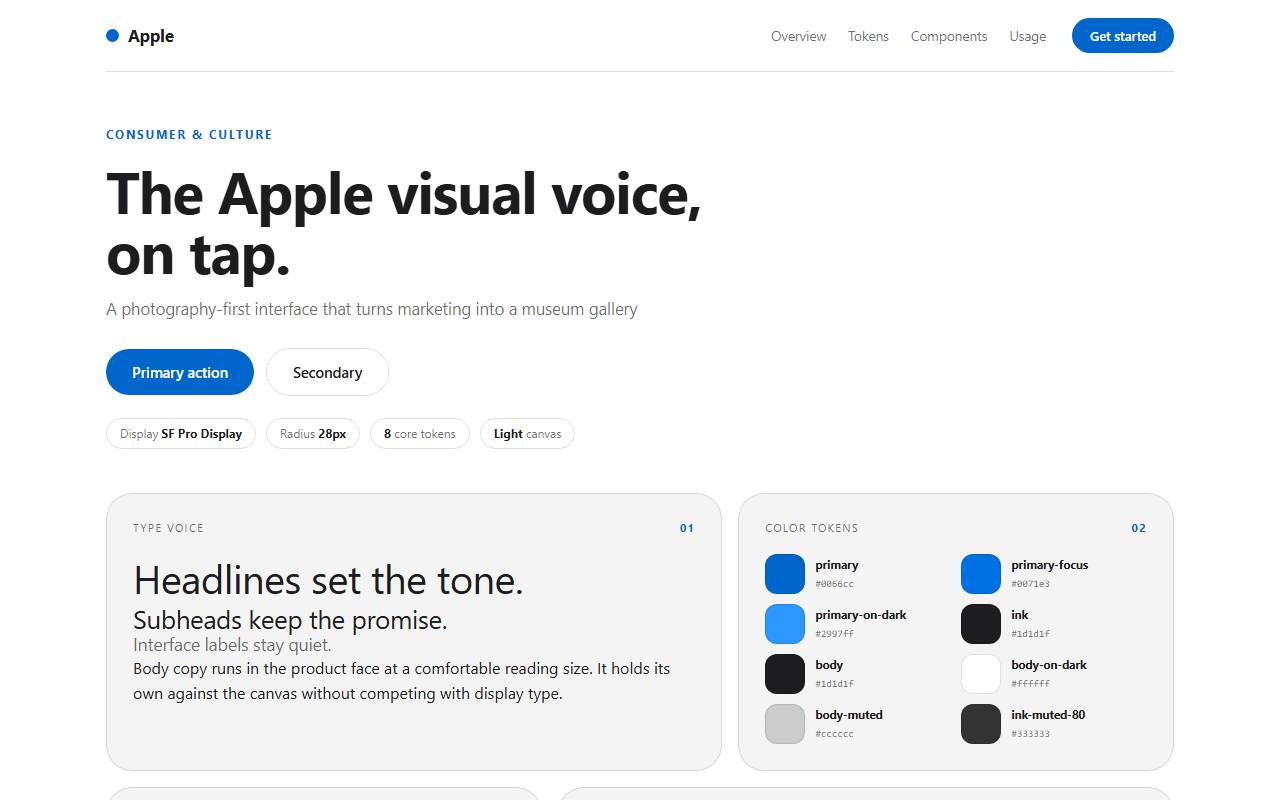 Apple
Overview Tokens Components Usage Get started
CONSUMER & CULTURE
The Apple visual voice,
on tap.
A photography-first interface that turns marketing into a museum gallery
Primary action Secondary
Display SF Pro Display Radius 28px 8 core tokens Light canvas
TYPE VOICE 01
Headlines set the tone.
Subheads keep the promise.
Interface labels stay quiet.
Body copy runs in the product face at a comfortable reading size. It holds its
own against the canvas without competing with display type.
COLOR TOKENS 02
primary
#0066cc
primary-focus
#0071e3
primary-on-dark
#2997ff
ink
#1d1d1f
body
#1d1d1f
body-on-dark
#ffffff
body-muted
#cccccc
ink-muted-80
#333333